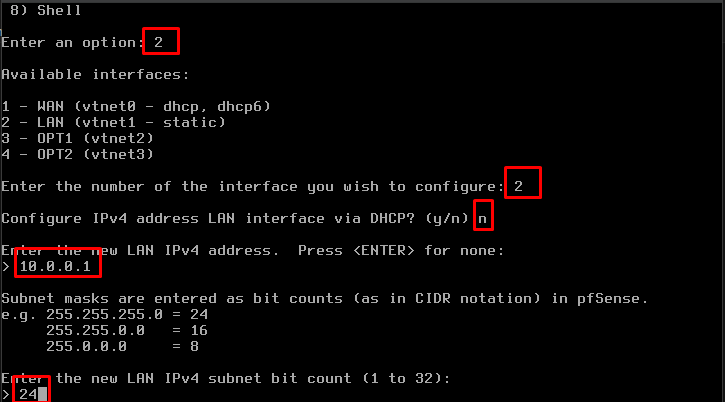 8) Shell
Enter an option: 2
Available interfaces:
1 - WAN (vtnet0 - dhcp, dhcp6)
2 - LAN (vtnet1 - static)
3 - OPT1 (vtnet2)
4 - OPT2 (vtnet3)
Enter the number of the interface you wish to configure: 2
Configure IPv4 address LAN interface via DHCP? (y/n) n
Enter the new LAN IPv4 address.  Press <ENTER> for none:
> 10.0.0.1
Subnet masks are entered as bit counts (as in CIDR notation) in pfSense.
e.g. 255.255.255.0 = 24
     255.255.0.0   = 16
     255.0.0.0     = 8
Enter the new LAN IPv4 subnet bit count (1 to 32):
> 24